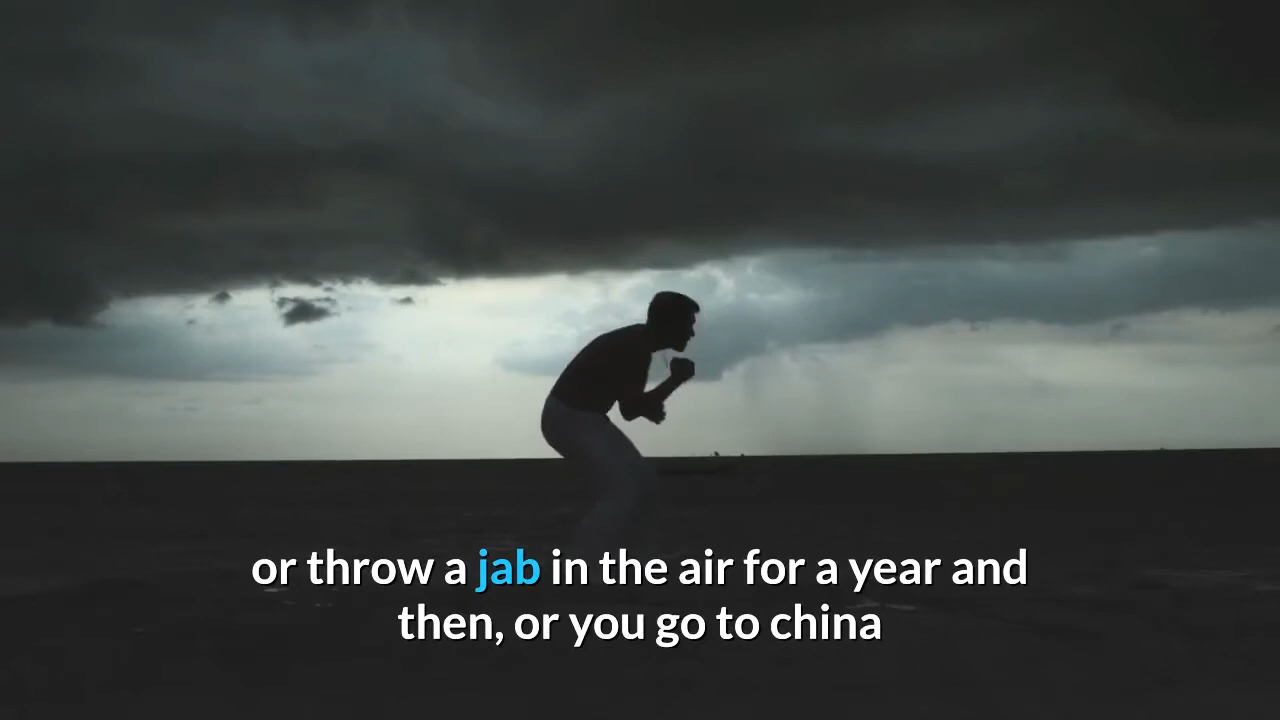 or throw a jab in the air for a year and
then, or you go to china